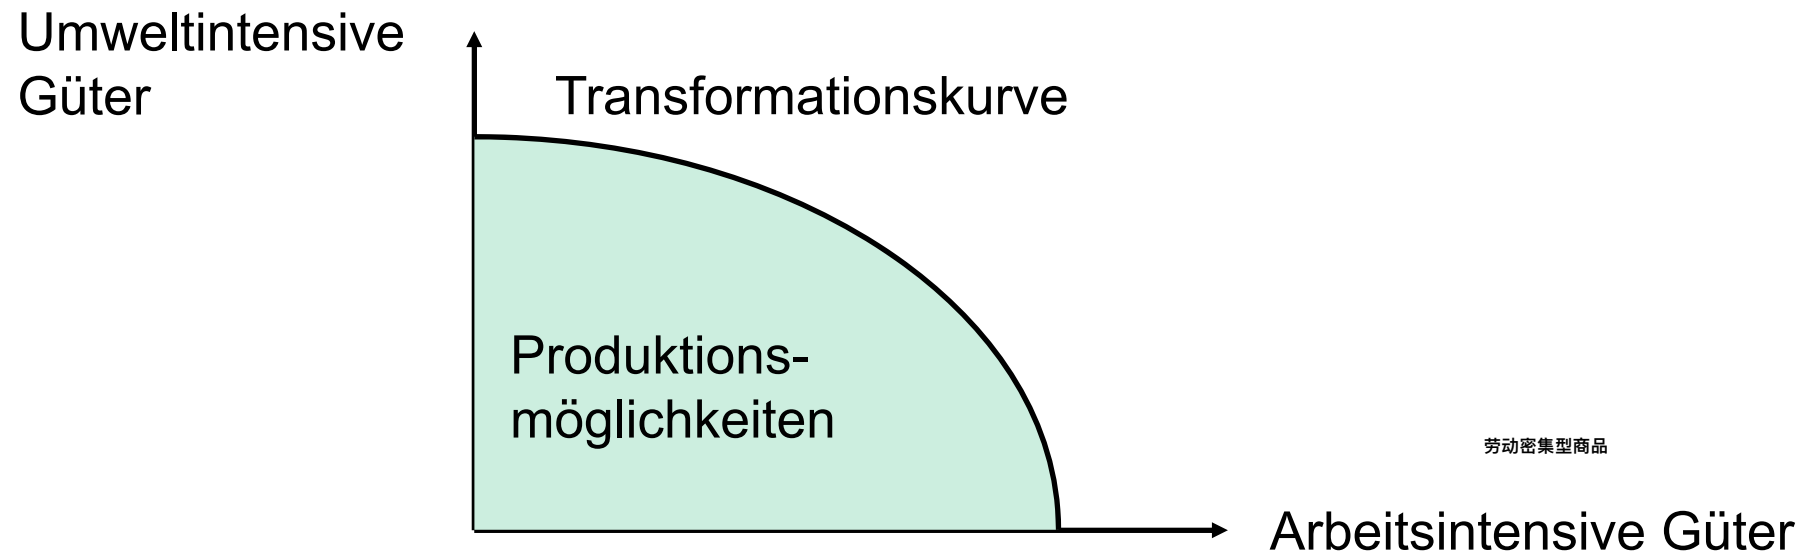 Umweltintensive
Güter
Transformationskurve
Produktions-
möglichkeiten
劳动密集型商品
Arbeitsintensive Güter